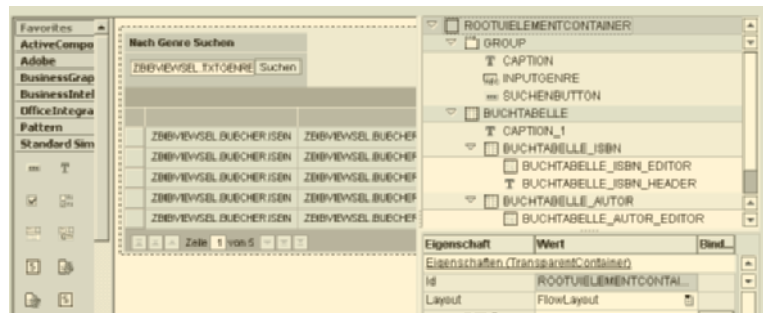 Favorites
ActiveCompo
Adobe
BusinessGrap
BusinessIntel
OfficeIntegra
Pattern
Standard Sim
Nach Genre Suchen
ZBIBVIEWSEL.TXTGENRE Suchen
ZBIBVIEWSEL.BUECHER.ISBN ZBIBVIEWSEL.BUECHER
ZBIBVIEWSEL.BUECHER.ISBN ZBIBVIEWSEL.BUECHER
ZBIBVIEWSEL.BUECHER.ISBN ZBIBVIEWSEL.BUECHER
ZBIBVIEWSEL.BUECHER.ISBN ZBIBVIEWSEL.BUECHER
ZBIBVIEWSEL.BUECHER.ISBN ZBIBVIEWSEL.BUECHER
Zeile 1 von 5
ROOTUIELEMENTCONTAINER
GROUP
CAPTION
INPUTGENRE
SUCHENBUTTON
BUCHTABELLE
CAPTION_1
BUCHTABELLE_ISBN
BUCHTABELLE_ISBN_EDITOR
BUCHTABELLE_ISBN_HEADER
BUCHTABELLE_AUTOR
BUCHTABELLE_AUTOR_EDITOR
Eigenschaft Wert Bind...
Eigenschaften (TransparentContainer)
Id ROOTUIELEMENTCONTAI...
Layout FlowLayout